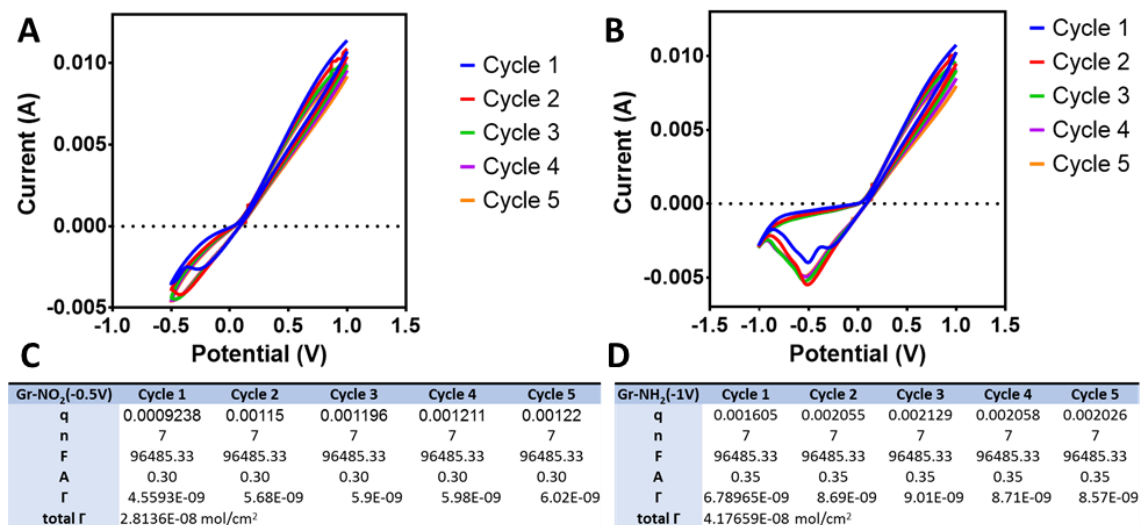 A
Current (A)
0.010
0.005
0.000
-0.005
-1.0 -0.5 0.0 0.5 1.0 1.5
Potential (V)
Cycle 1
Cycle 2
Cycle 3
Cycle 4
Cycle 5
B
Current (A)
0.010
0.005
0.000
-0.005
-1.5 -1.0 -0.5 0.0 0.5 1.0 1.5
Potential (V)
Cycle 1
Cycle 2
Cycle 3
Cycle 4
Cycle 5
C
Gr-NO₂(-0.5V) Cycle 1 Cycle 2 Cycle 3 Cycle 4 Cycle 5
q 0.0009238 0.00115 0.001196 0.001211 0.00122
n 7 7 7 7 7
F 96485.33 96485.33 96485.33 96485.33 96485.33
A 0.30 0.30 0.30 0.30 0.30
Γ 4.5593E-09 5.68E-09 5.9E-09 5.98E-09 6.02E-09
total Γ 2.8136E-08 mol/cm²
D
Gr-NH₂(-1V) Cycle 1 Cycle 2 Cycle 3 Cycle 4 Cycle 5
q 0.001605 0.002055 0.002129 0.002058 0.002026
n 7 7 7 7 7
F 96485.33 96485.33 96485.33 96485.33 96485.33
A 0.35 0.35 0.35 0.35 0.35
Γ 6.78965E-09 8.69E-09 9.01E-09 8.71E-09 8.57E-09
total Γ 4.17659E-08 mol/cm²